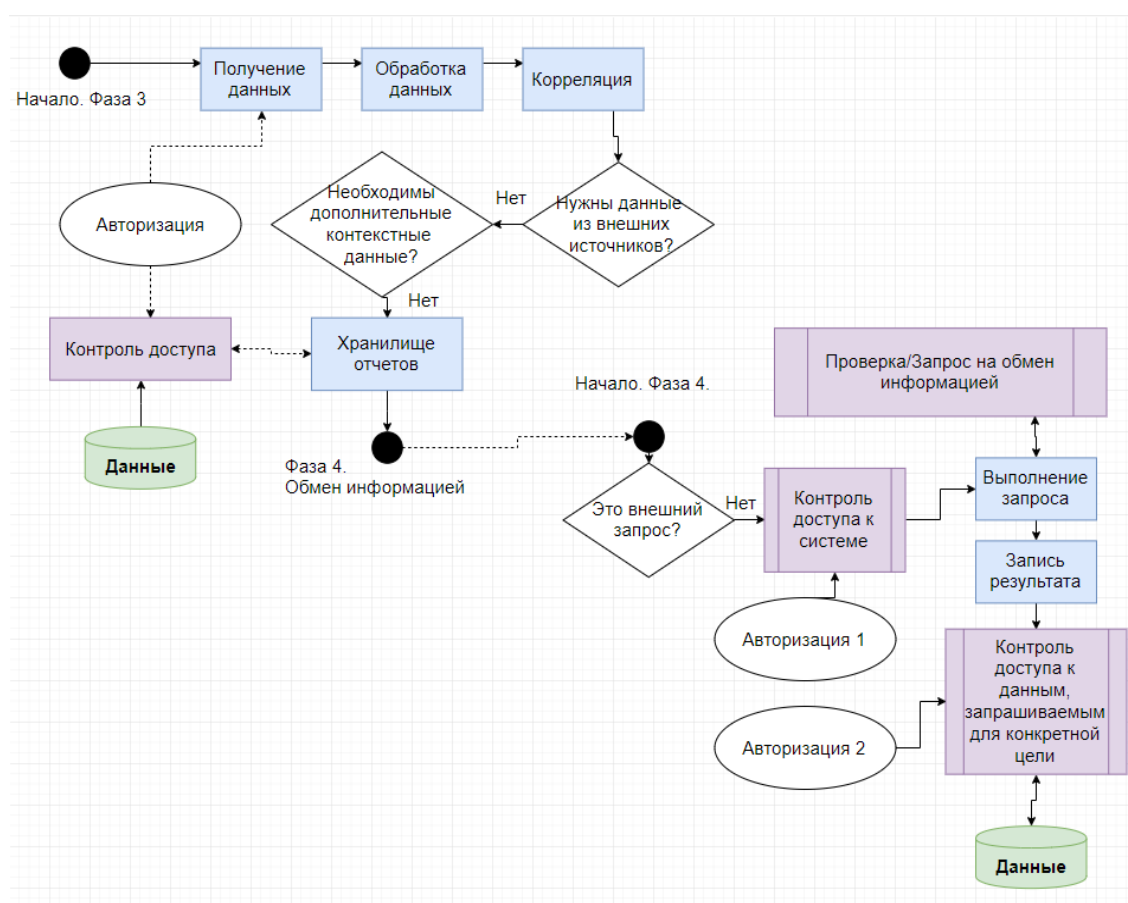 Начало. Фаза 3
Получение
данных
Обработка
данных
Корреляция
Авторизация
Необходимы
дополнительные
контекстные
данные?
Нет
Нужны данные
из внешних
источников?
Нет
Контроль доступа
Хранилище
отчетов
Данные
Фаза 4.
Обмен информацией
Начало. Фаза 4.
Это внешний
запрос?
Нет
Контроль
доступа к
системе
Проверка/Запрос на обмен
информацией
Выполнение
запроса
Запись
результата
Авторизация 1
Авторизация 2
Контроль
доступа к
данным,
запрашиваемым
для конкретной
цели
Данные